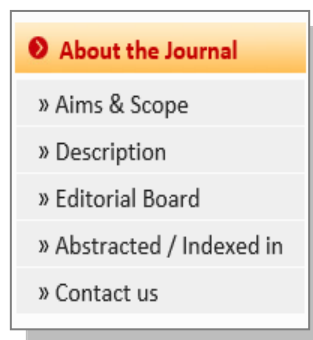 About the Journal
» Aims & Scope
» Description
» Editorial Board
» Abstracted / Indexed in
» Contact us